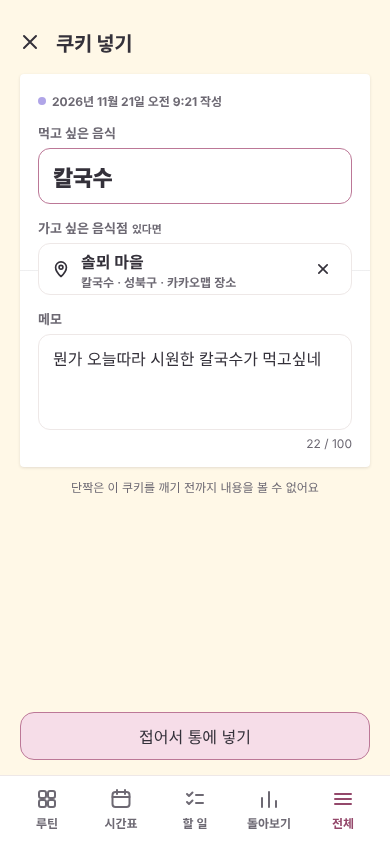 쿠키 넣기
2026년 11월 21일 오전 9:21 작성
먹고 싶은 음식
칼국수
가고 싶은 음식점 있다면
솔뫼 마을
칼국수 · 성북구 · 카카오맵 장소
메모
뭔가 오늘따라 시원한 칼국수가 먹고싶네
22 / 100
단짝은 이 쿠키를 깨기 전까지 내용을 볼 수 없어요
접어서 통에 넣기
루틴
시간표
할 일
돌아보기
전체